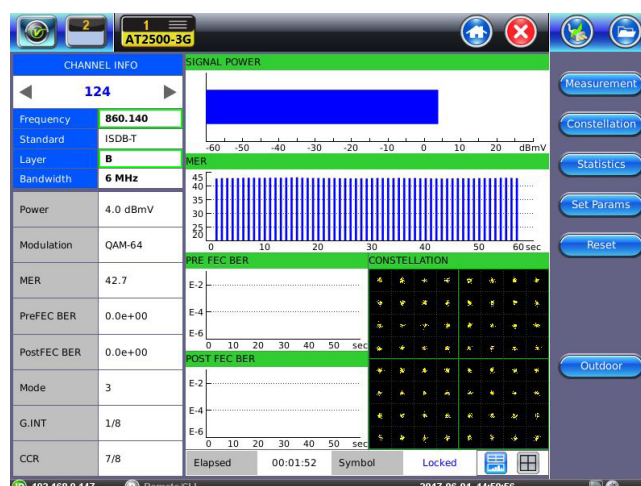 2
1
AT2500-3G
CHANNEL INFO
124
Frequency 860.140
Standard ISDB-T
Layer B
Bandwidth 6 MHz
Power 4.0 dBmV
Modulation QAM-64
MER 42.7
PreFEC BER 0.0e+00
PostFEC BER 0.0e+00
Mode 3
G.INT 1/8
CCR 7/8
SIGNAL POWER
-60 -50 -40 -30 -20 -10 0 10 20 dBmV
MER
45
40
35
30
25
20
0 10 20 30 40 50 60 sec
PRE FEC BER
E-2
E-4
E-6
0 10 20 30 40 50 sec
POST FEC BER
E-2
E-4
E-6
0 10 20 30 40 50 sec
CONSTELLATION
Elapsed 00:01:52 Symbol Locked
Measurement
Constellation
Statistics
Set Params
Reset
Outdoor